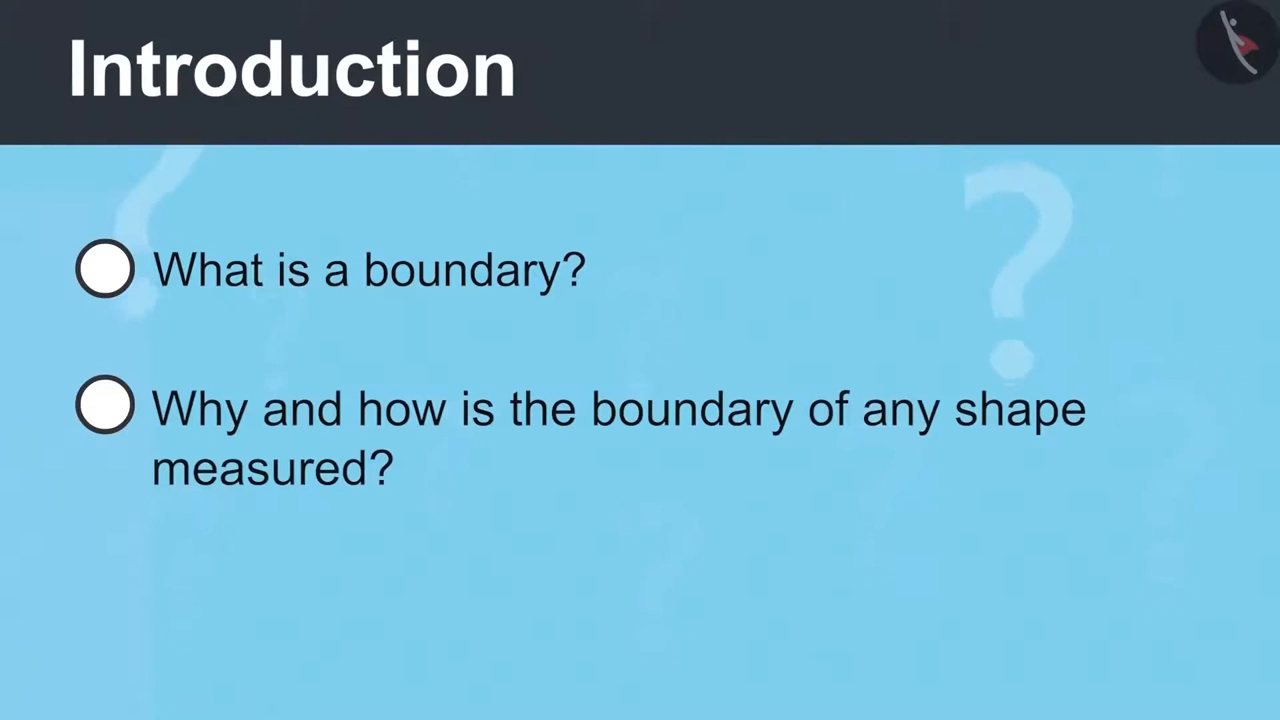 Introduction
What is a boundary?
Why and how is the boundary of any shape
measured?